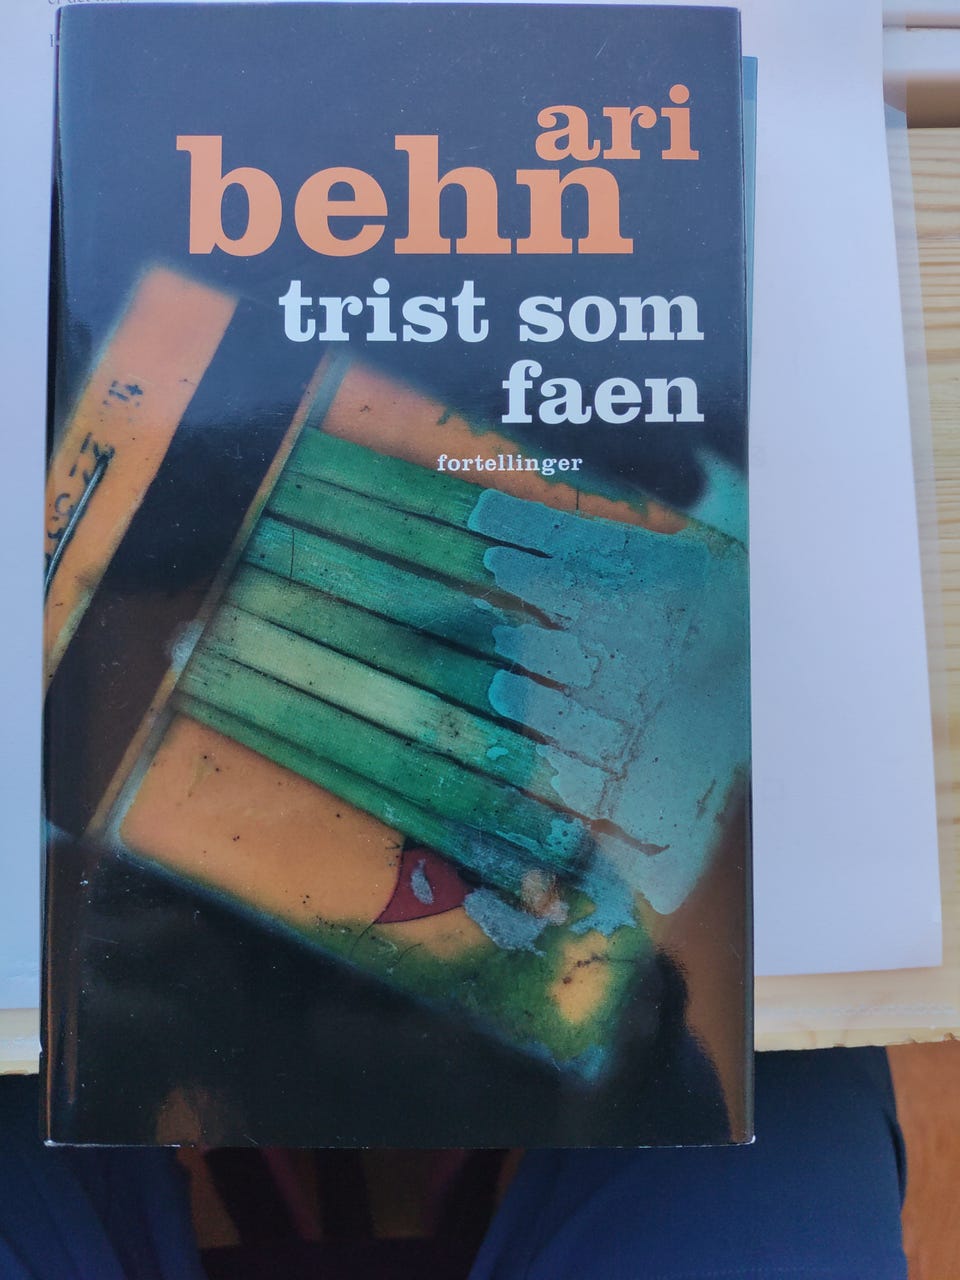 ari
behn
trist som
faen
fortellinger